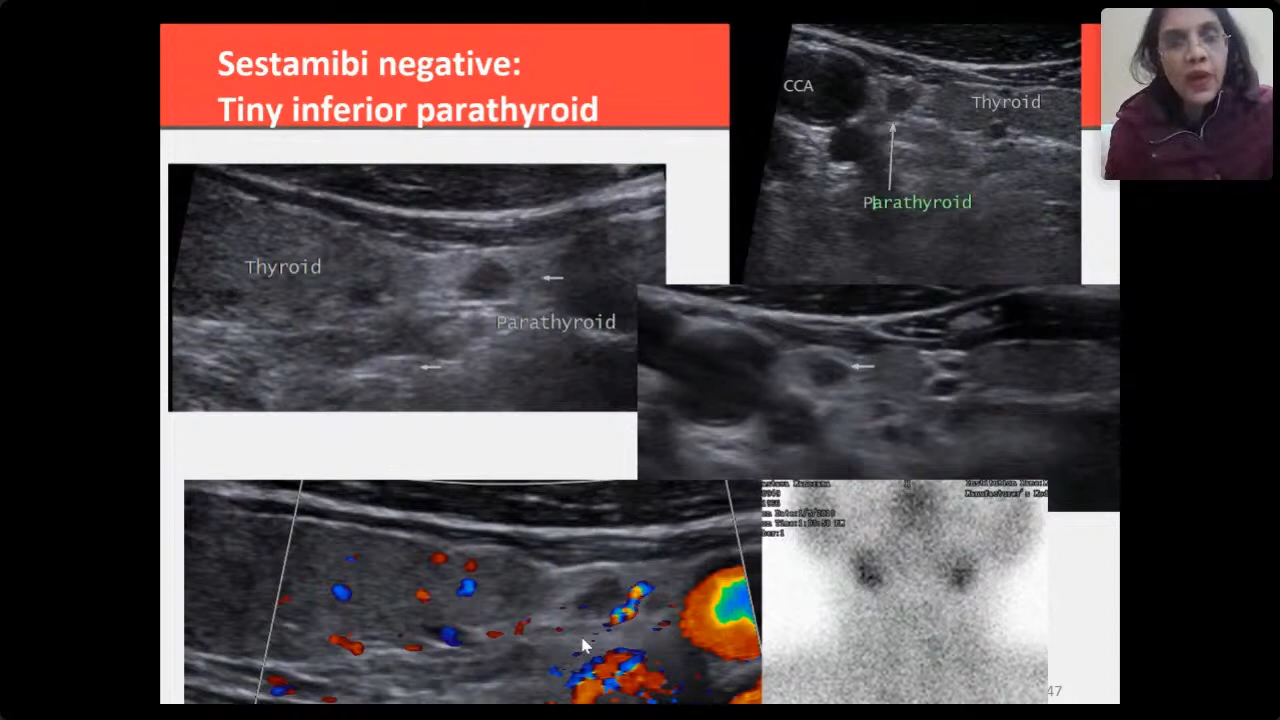 Sestamibi negative:
Tiny inferior parathyroid
CCA
Thyroid
Parathyroid
Thyroid
Parathyroid
47